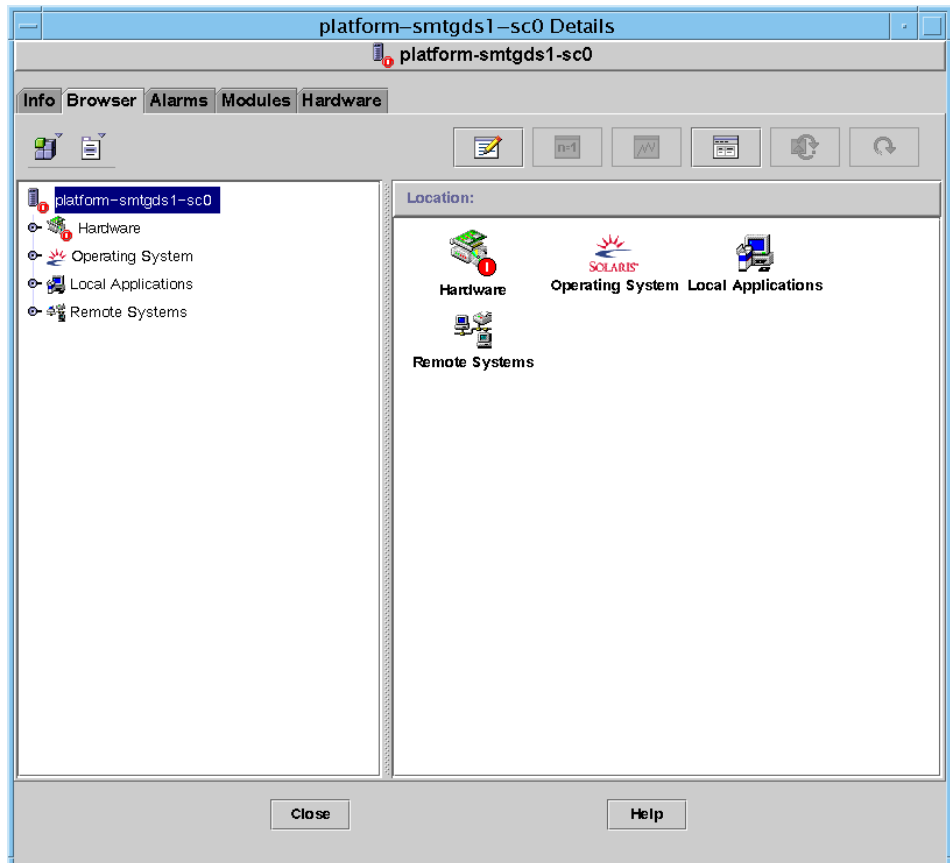 platform–smtgds1–sc0 Details
platform-smtgds1-sc0
Info Browser Alarms Modules Hardware
n=1
platform–smtgds1–sc0
Hardware
Operating System
Local Applications
Remote Systems
Location:
SOLARIS
Hardware Operating System Local Applications
Remote Systems
Close Help